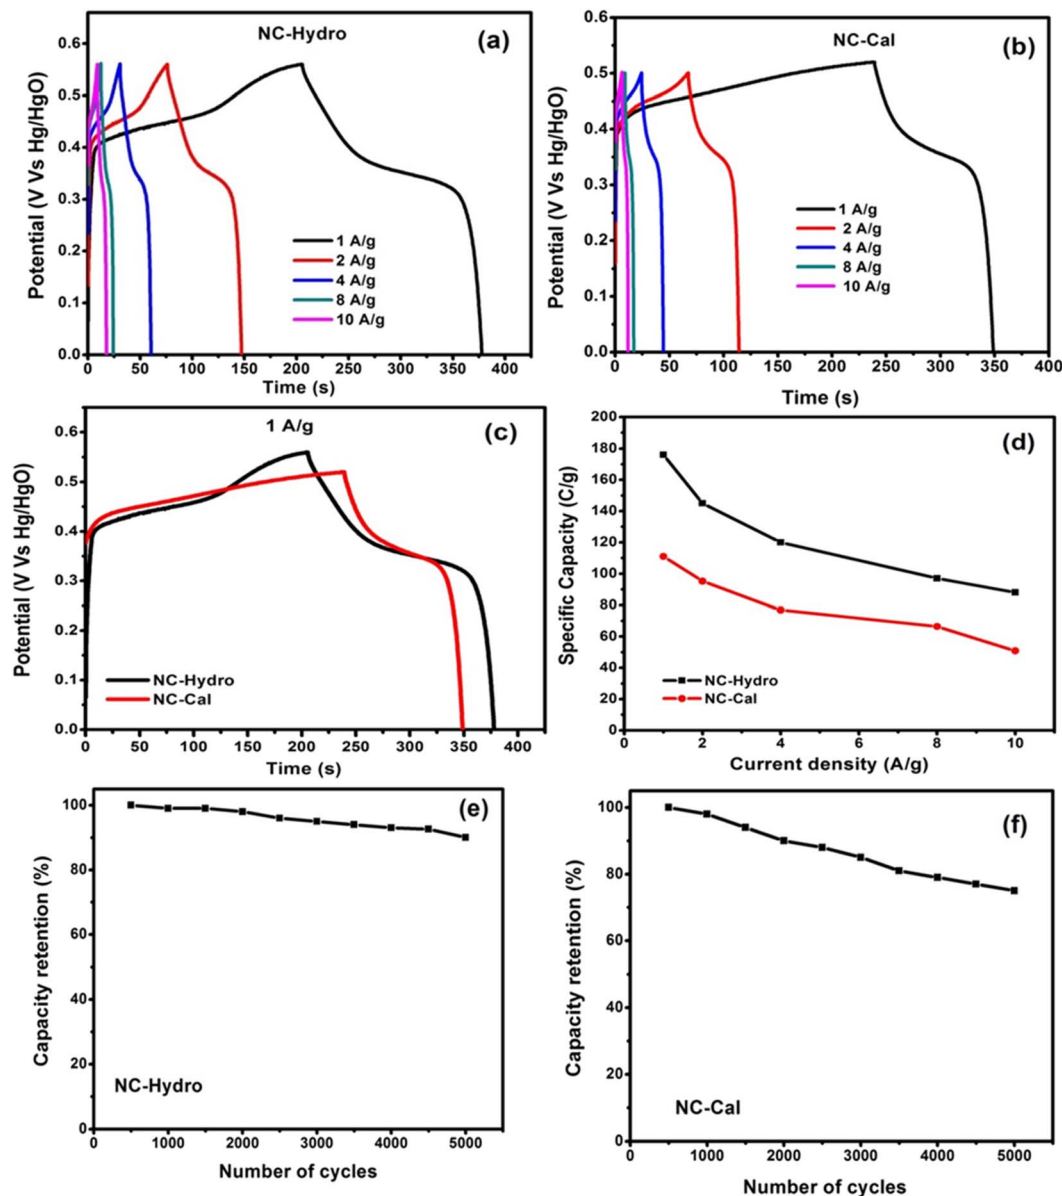 NC-Hydro
(a)
0.6
0.5
0.4
0.3
0.2
0.1
0.0
Potential (V Vs Hg/HgO)
1 A/g
2 A/g
4 A/g
8 A/g
10 A/g
0 50 100 150 200 250 300 350 400
Time (s)
NC-Cal
(b)
0.6
0.5
0.4
0.3
0.2
0.1
0.0
Potential (V Vs Hg/HgO)
1 A/g
2 A/g
4 A/g
8 A/g
10 A/g
0 50 100 150 200 250 300 350 400
Time (s)
1 A/g
(c)
0.6
0.5
0.4
0.3
0.2
0.1
0.0
Potential (V Vs Hg/HgO)
NC-Hydro
NC-Cal
0 50 100 150 200 250 300 350 400
Time (s)
(d)
200
180
160
140
120
100
80
60
40
20
0
Specific Capacity (C/g)
NC-Hydro
NC-Cal
0 2 4 6 8 10
Current density (A/g)
(e)
100
80
60
40
20
0
Capacity retention (%)
NC-Hydro
0 1000 2000 3000 4000 5000
Number of cycles
(f)
100
80
60
40
20
0
Capacity retention (%)
NC-Cal
0 1000 2000 3000 4000 5000
Number of cycles